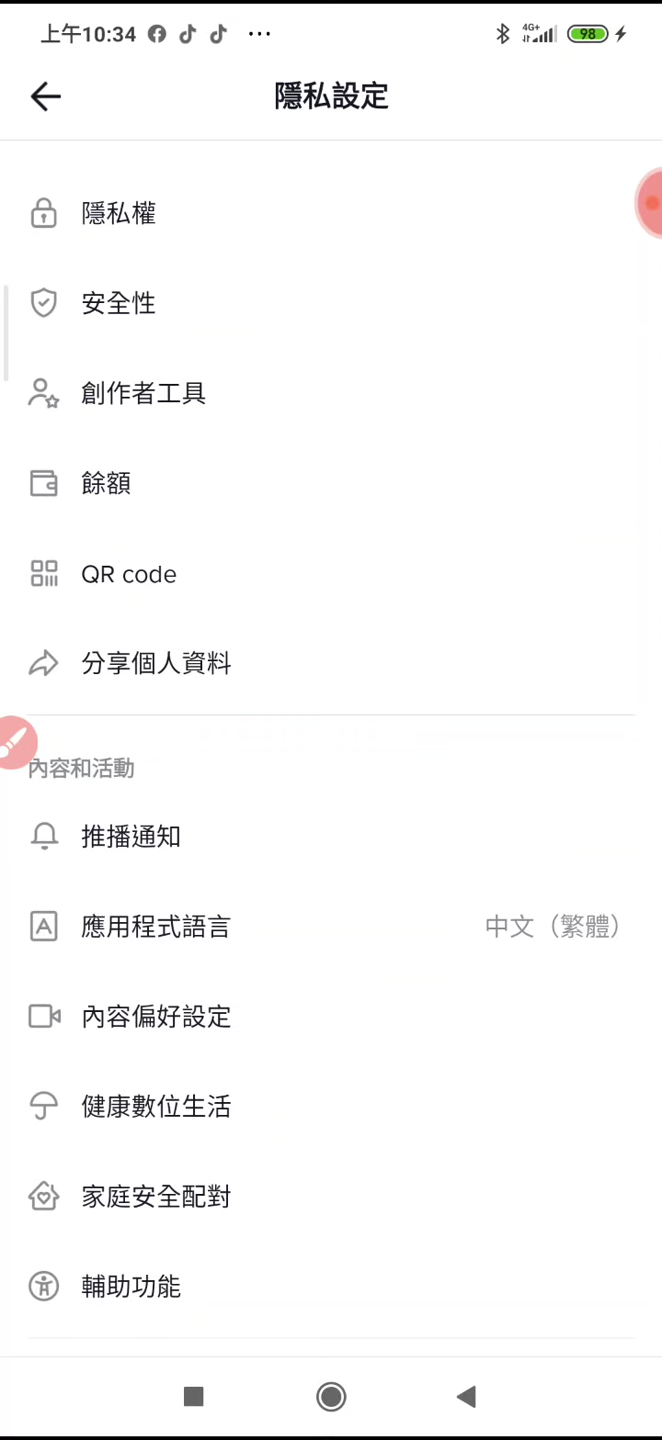 上午10:34 ...
4G+
98
隱私設定
隱私權
安全性
創作者工具
餘額
QR code
分享個人資料
內容和活動
推播通知
應用程式語言 中文（繁體）
內容偏好設定
健康數位生活
家庭安全配對
輔助功能